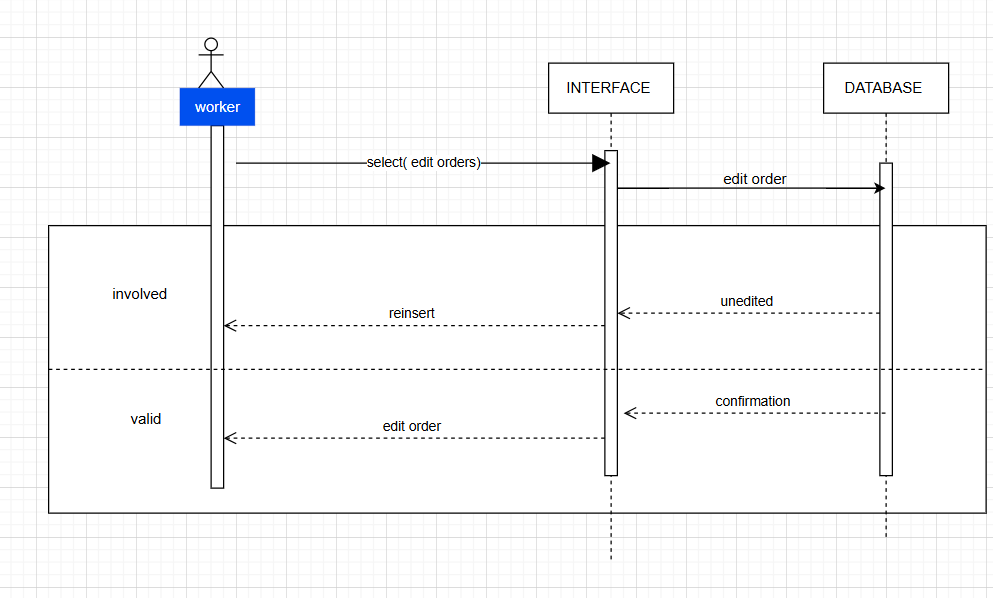 worker
INTERFACE
DATABASE
select( edit orders)
edit order
involved
unedited
reinsert
confirmation
valid
edit order